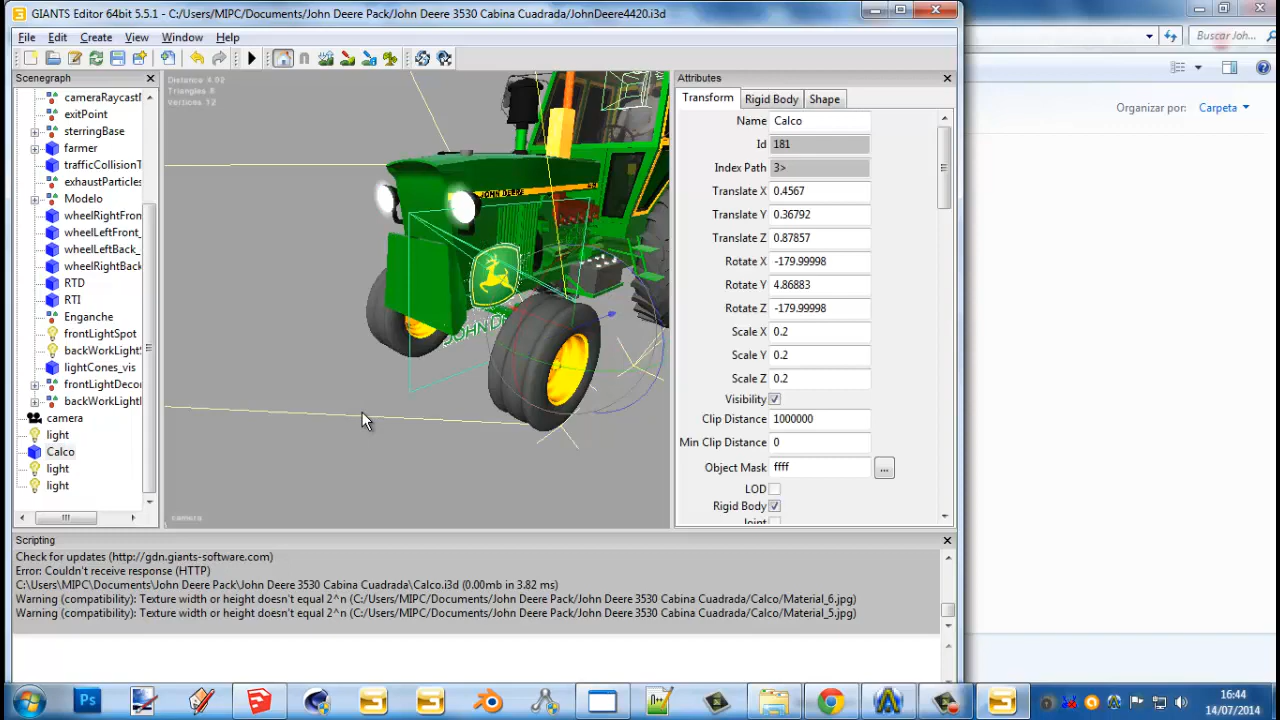 GIANTS Editor 64bit 5.5.1 - C:/Users/MIPC/Documents/John Deere Pack/John Deere 3530 Cabina Cuadrada/JohnDeere4420.i3d
Buscar Joh...
File Edit Create View Window Help
Organizar por: Carpeta
Scenegraph
cameraRaycastN
exitPoint
sterringBase
farmer
trafficCollisionT
exhaustParticles
Modelo
wheelRightFron
wheelLeftFront_
wheelLeftBack_
wheelRightBack
RTD
RTI
Enganche
frontLightSpot
backWorkLightS
lightCones_vis
frontLightDecor
backWorkLightI
camera
light
Calco
light
light
Distance 4.92
Triangles 8
Vertices 12
JOHN DEERE
JOHN DE
camera
Attributes
Transform Rigid Body Shape
Name Calco
Id 181
Index Path 3>
Translate X 0.4567
Translate Y 0.36792
Translate Z 0.87857
Rotate X -179.99998
Rotate Y 4.86883
Rotate Z -179.99998
Scale X 0.2
Scale Y 0.2
Scale Z 0.2
Visibility
Clip Distance 1000000
Min Clip Distance 0
Object Mask ffff ...
LOD
Rigid Body
Joint
Scripting
Check for updates (http://gdn.giants-software.com)
Error: Couldn't receive response (HTTP)
C:\Users\MIPC\Documents\John Deere Pack\John Deere 3530 Cabina Cuadrada\Calco.i3d (0.00mb in 3.82 ms)
Warning (compatibility): Texture width or height doesn't equal 2^n (C:/Users/MIPC/Documents/John Deere Pack/John Deere 3530 Cabina Cuadrada/Calco/Material_6.jpg)
Warning (compatibility): Texture width or height doesn't equal 2^n (C:/Users/MIPC/Documents/John Deere Pack/John Deere 3530 Cabina Cuadrada/Calco/Material_5.jpg)
Ps
16:44
14/07/2014